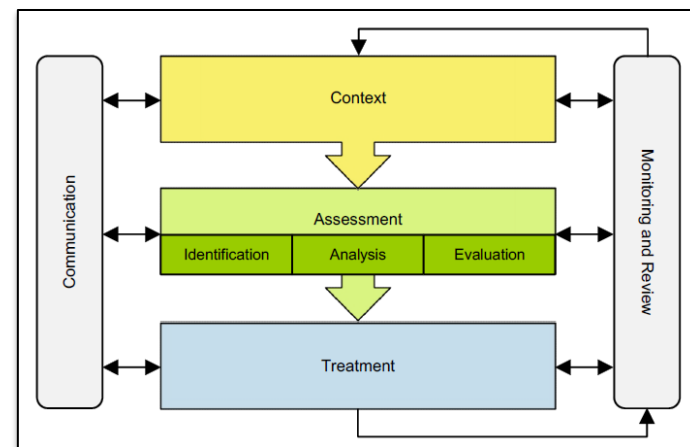 Context
Communication
Monitoring and Review
Assessment
Identification
Analysis
Evaluation
Treatment